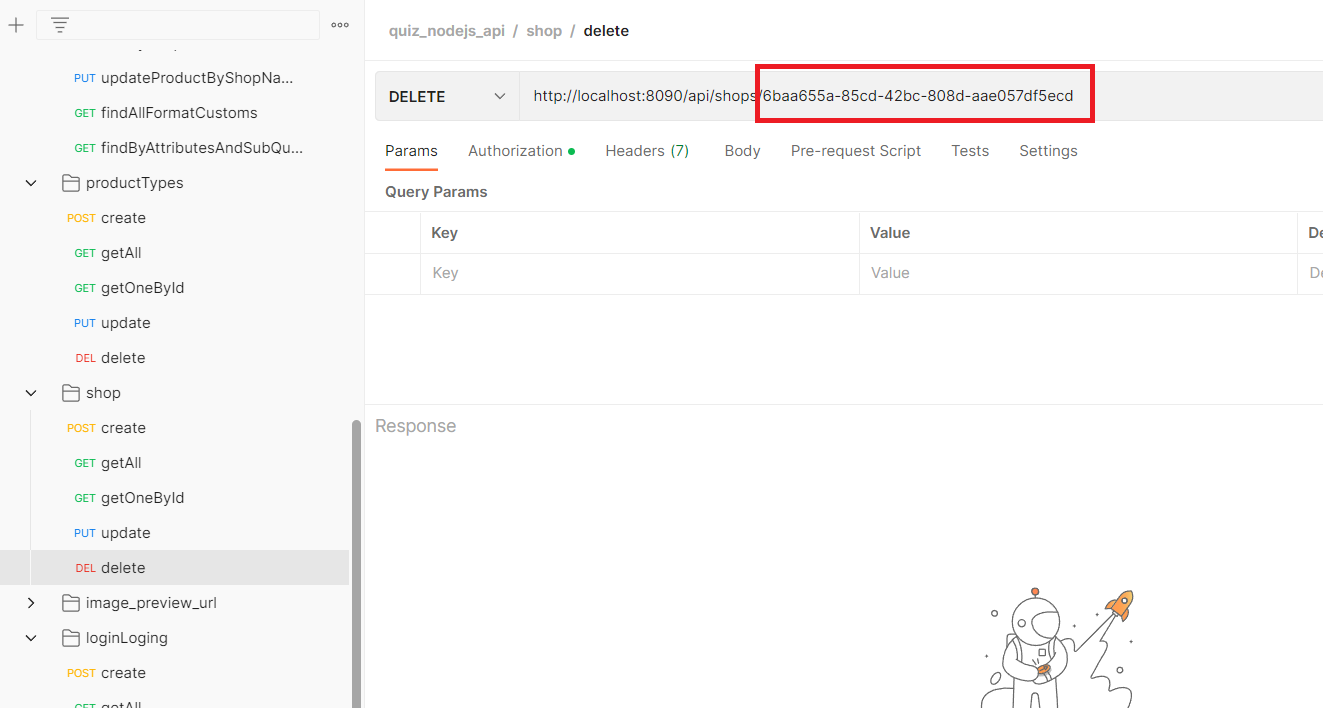 quiz_nodejs_api / shop / delete
PUT updateProductByShopNa...
GET findAllFormatCustoms
GET findByAttributesAndSubQu...
productTypes
POST create
GET getAll
GET getOneById
PUT update
DEL delete
shop
POST create
GET getAll
GET getOneById
PUT update
DEL delete
image_preview_url
loginLoging
POST create
GET getAll
DELETE
http://localhost:8090/api/shops/6baa655a-85cd-42bc-808d-aae057df5ecd
Params Authorization Headers (7) Body Pre-request Script Tests Settings
Query Params
Key Value De
Key Value De
Response